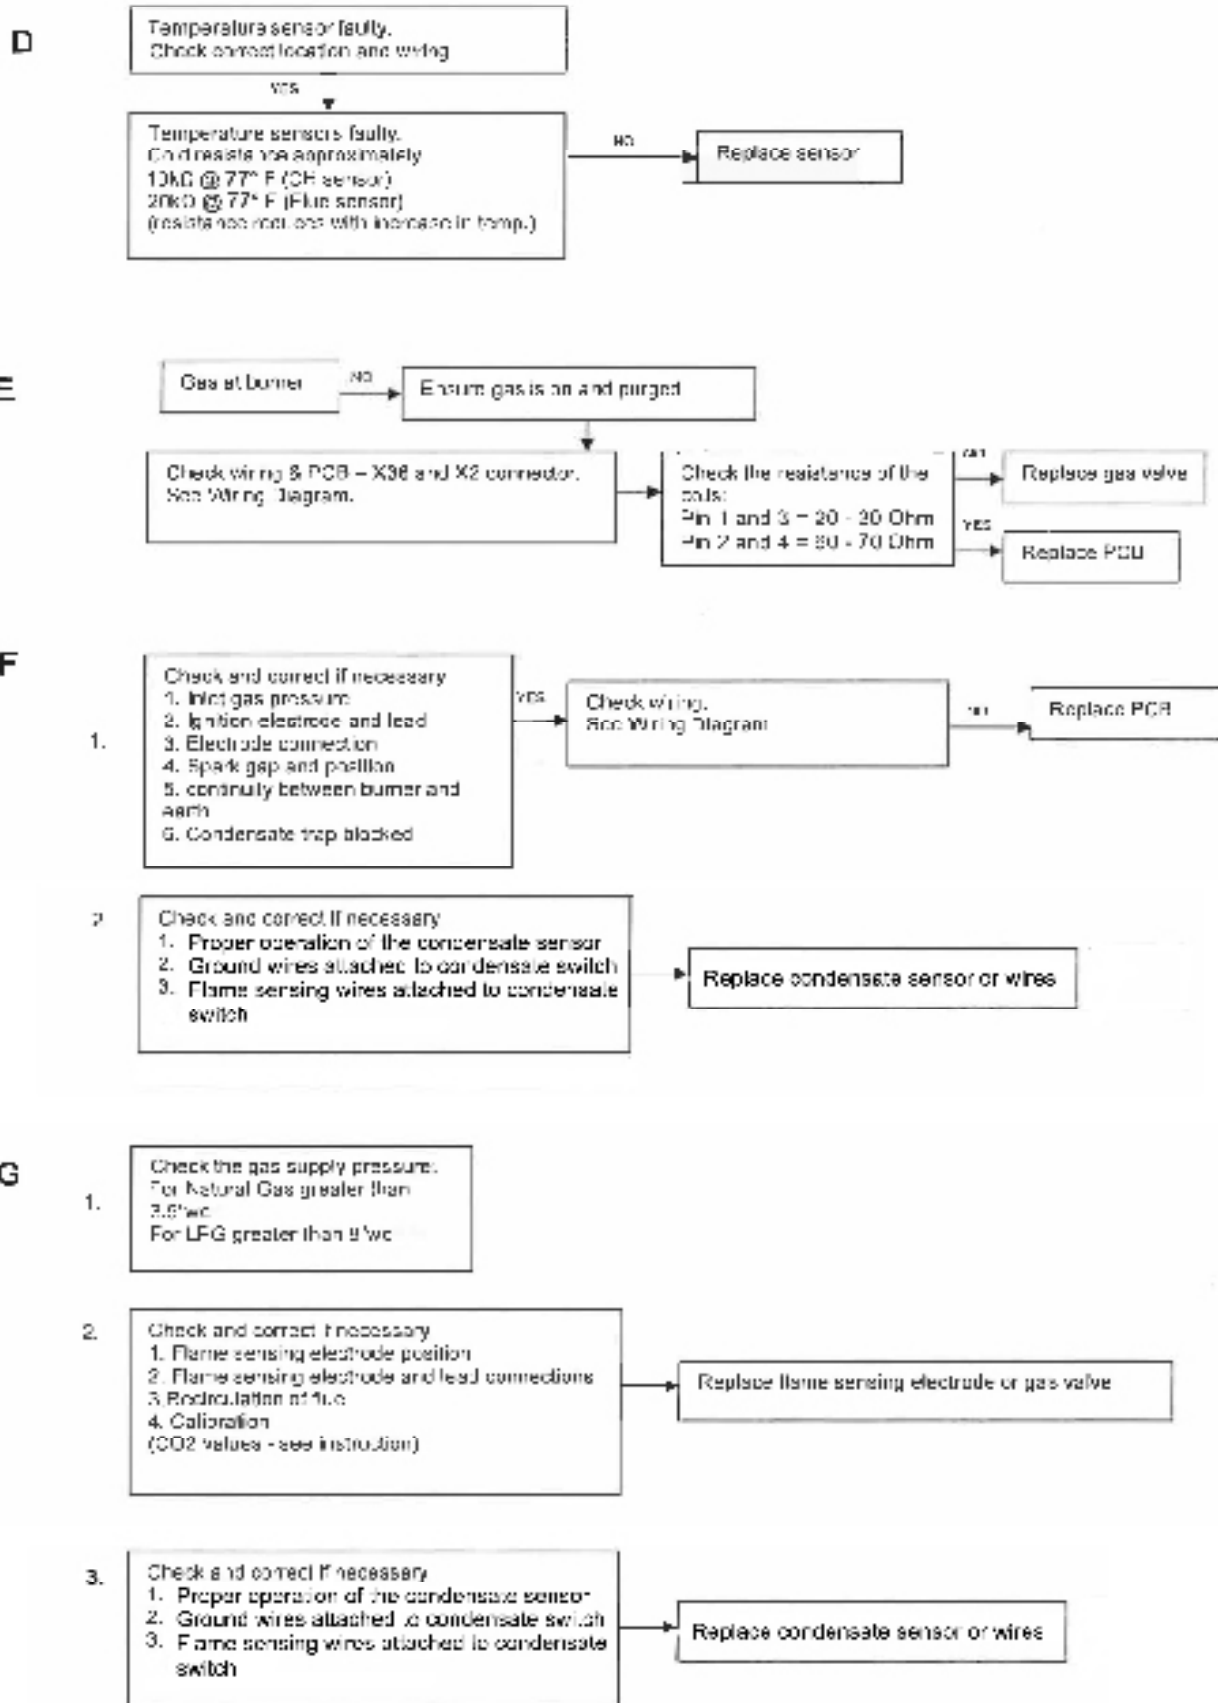 D
Temperature sensor faulty.
Check correct location and wiring
YES
Temperature sensors faulty.
Cold resistance approximately
10kΩ @ 77° F (CH sensor)
20kΩ @ 77° F (Flue sensor)
(resistance reduces with increase in temp.)
NO
Replace sensor
E
Gas at burner
NO
Ensure gas is on and purged
Check wiring & PCB – X36 and X2 connector.
See Wiring Diagram.
Check the resistance of the
coils:
Pin 1 and 3 = 20 - 30 Ohm
Pin 2 and 4 = 60 - 70 Ohm
NO
Replace gas valve
YES
Replace PCB
F
1.
Check and correct if necessary
1. Inlet gas pressure
2. Ignition electrode and lead
3. Electrode connection
4. Spark gap and position
5. continuity between burner and
earth
6. Condensate trap blocked
YES
Check wiring.
See Wiring Diagram
NO
Replace PCB
2
Check and correct if necessary
1. Proper operation of the condensate sensor
2. Ground wires attached to condensate switch
3. Flame sensing wires attached to condensate
switch
Replace condensate sensor or wires
G
1.
Check the gas supply pressure:
For Natural Gas greater than
3.5"wc
For LPG greater than 8"wc
2.
Check and correct if necessary
1. Flame sensing electrode position
2. Flame sensing electrode and lead connections
3. Recirculation of flue
4. Calibration
(CO2 values - see instruction)
Replace flame sensing electrode or gas valve
3.
Check and correct if necessary
1. Proper operation of the condensate sensor
2. Ground wires attached to condensate switch
3. Flame sensing wires attached to condensate
switch
Replace condensate sensor or wires